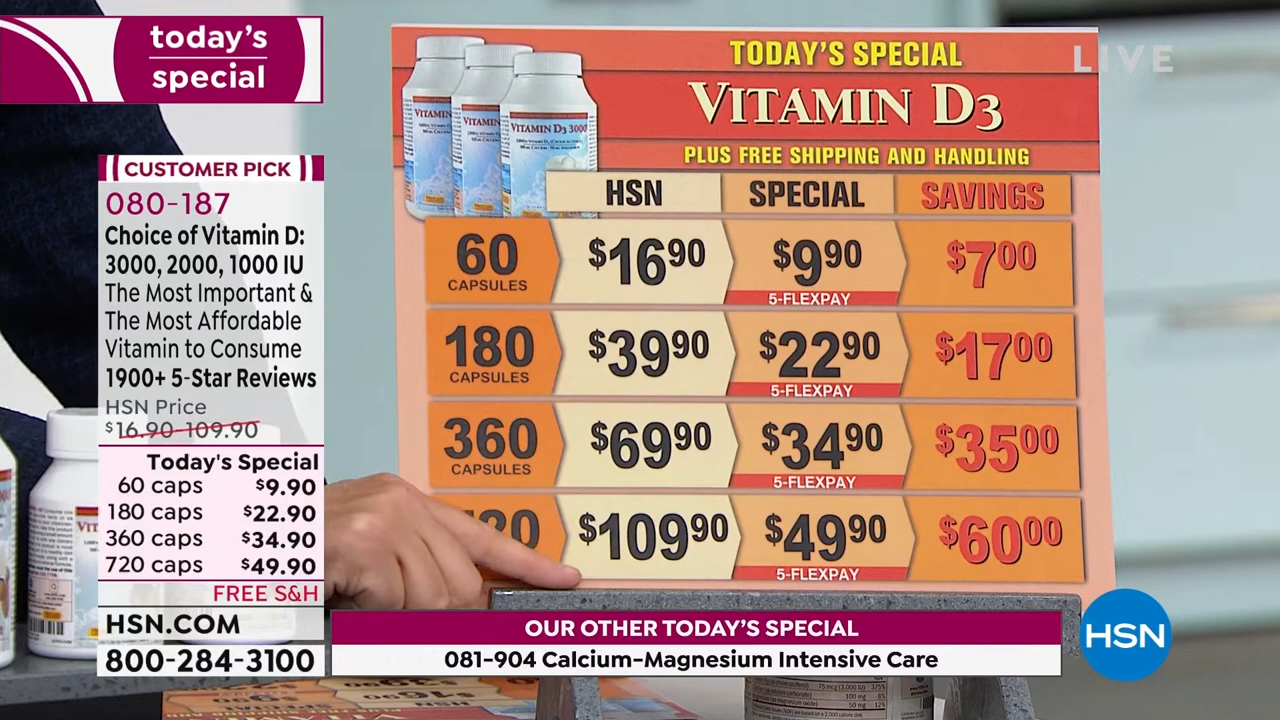 today's
special
CUSTOMER PICK
080-187
Choice of Vitamin D:
3000, 2000, 1000 IU
The Most Important &
The Most Affordable
Vitamin to Consume
1900+ 5-Star Reviews
HSN Price
$16.90-109.90
Today's Special
60 caps $9.90
180 caps $22.90
360 caps $34.90
720 caps $49.90
FREE S&H
HSN.COM
800-284-3100
LIVE
TODAY'S SPECIAL
VITAMIN D3
PLUS FREE SHIPPING AND HANDLING
VITAMIN VITAMIN VITAMIN D3 3000
HSN SPECIAL SAVINGS
60 CAPSULES $16.90 $9.90 $7.00
5-FLEXPAY
180 CAPSULES $39.90 $22.90 $17.00
5-FLEXPAY
360 CAPSULES $69.90 $34.90 $35.00
5-FLEXPAY
20 $109.90 $49.90 $60.00
5-FLEXPAY
OUR OTHER TODAY'S SPECIAL
081-904 Calcium-Magnesium Intensive Care
HSN